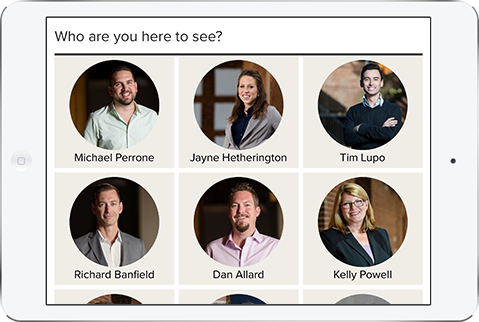 Who are you here to see?
Michael Perrone
Jayne Hetherington
Tim Lupo
Richard Banfield
Dan Allard
Kelly Powell